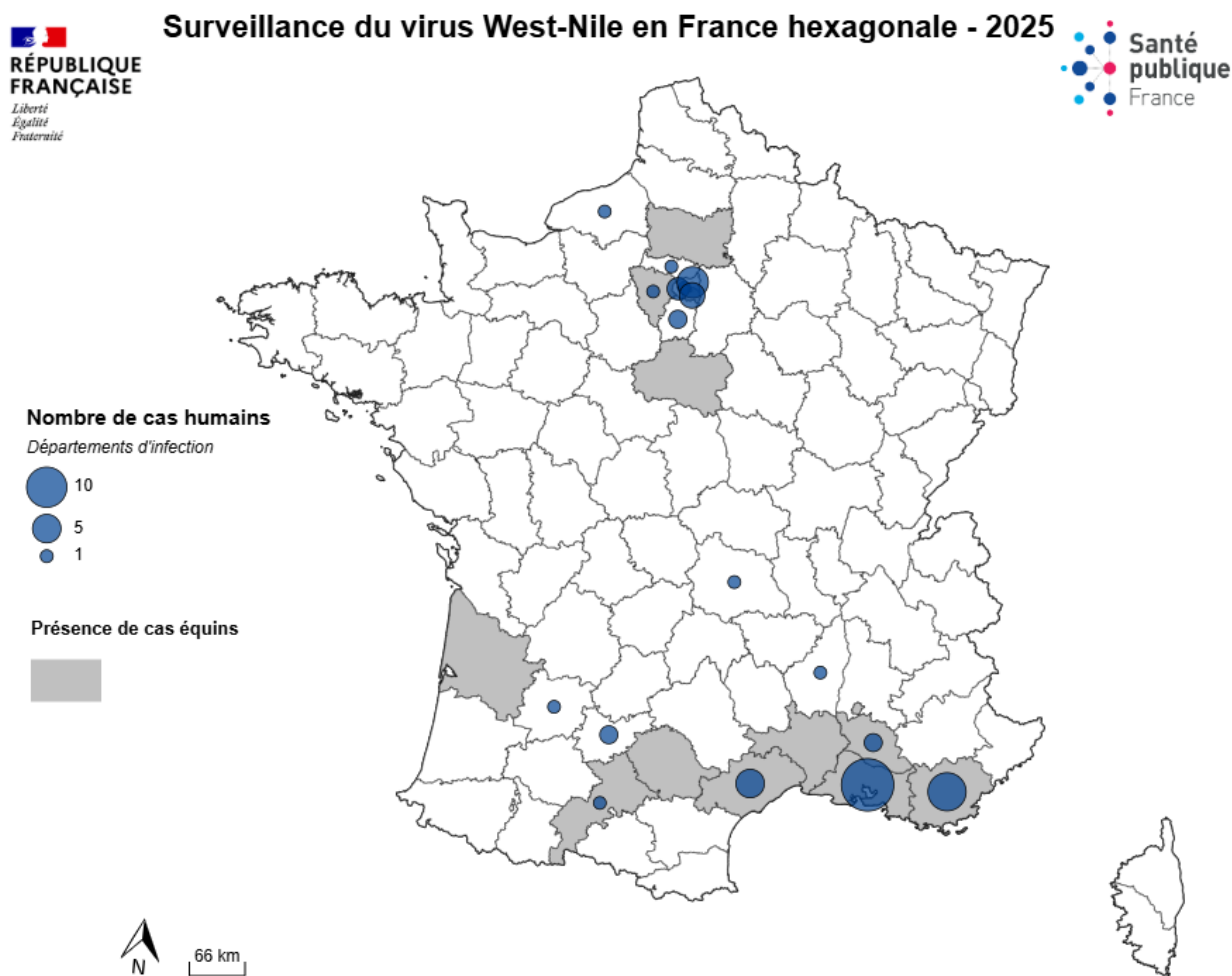 Surveillance du virus West-Nile en France hexagonale - 2025
RÉPUBLIQUE
FRANÇAISE
Liberté
Égalité
Fraternité
Santé
publique
France
Nombre de cas humains
Départements d'infection
10
5
1
Présence de cas équins
N
66 km